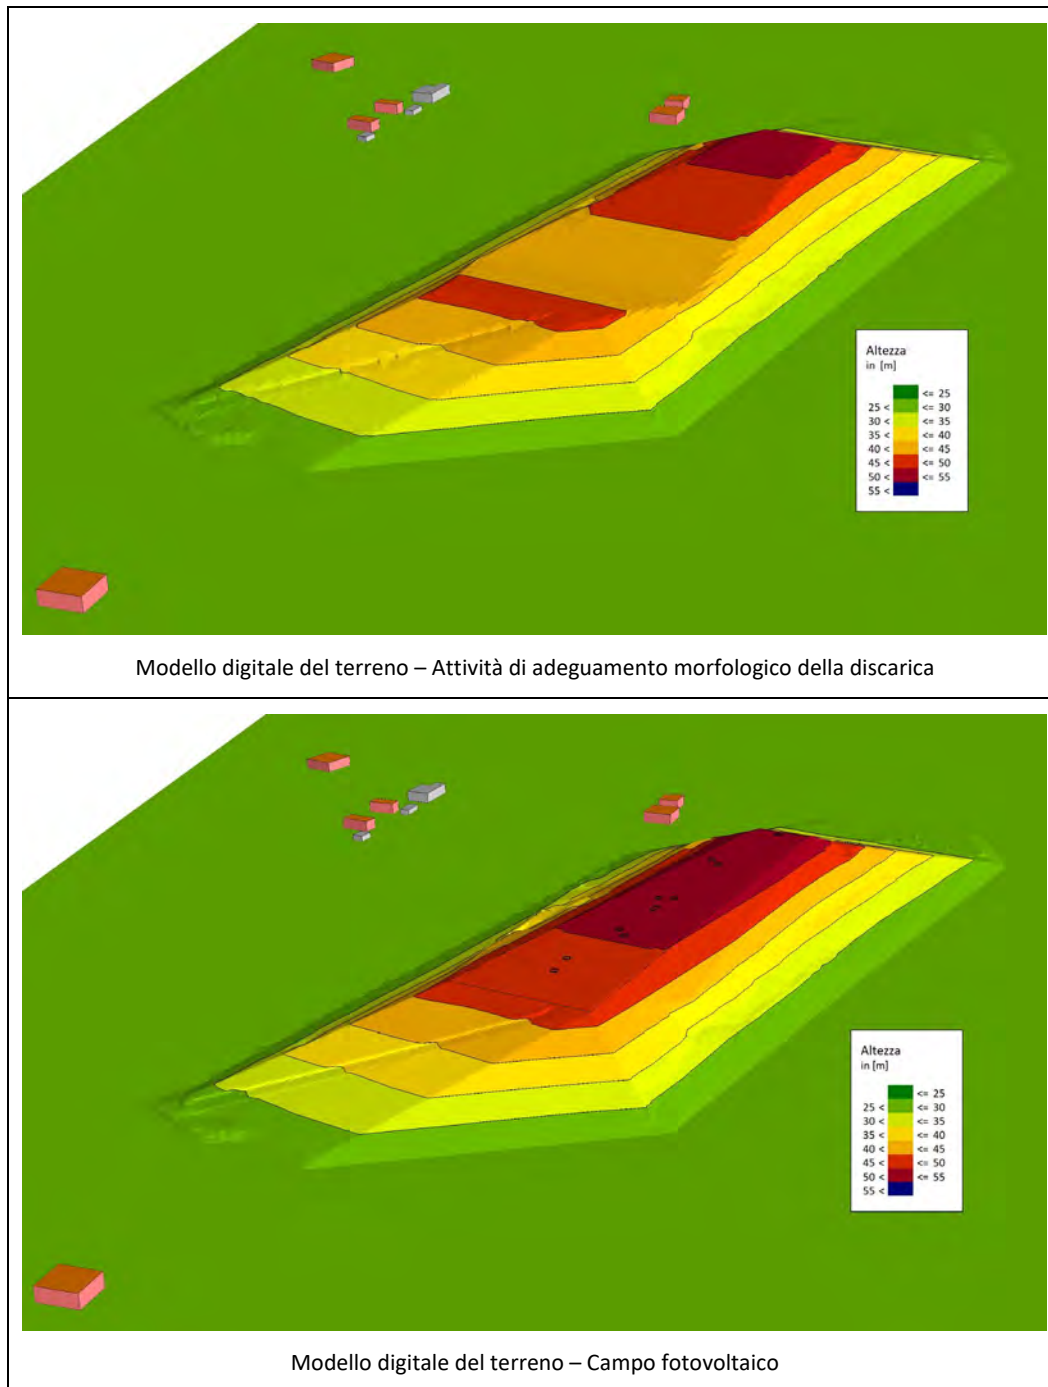 Altezza
in [m]
<= 25
25 < <= 30
30 < <= 35
35 < <= 40
40 < <= 45
45 < <= 50
50 < <= 55
55 <
Modello digitale del terreno – Attività di adeguamento morfologico della discarica
Altezza
in [m]
<= 25
25 < <= 30
30 < <= 35
35 < <= 40
40 < <= 45
45 < <= 50
50 < <= 55
55 <
Modello digitale del terreno – Campo fotovoltaico